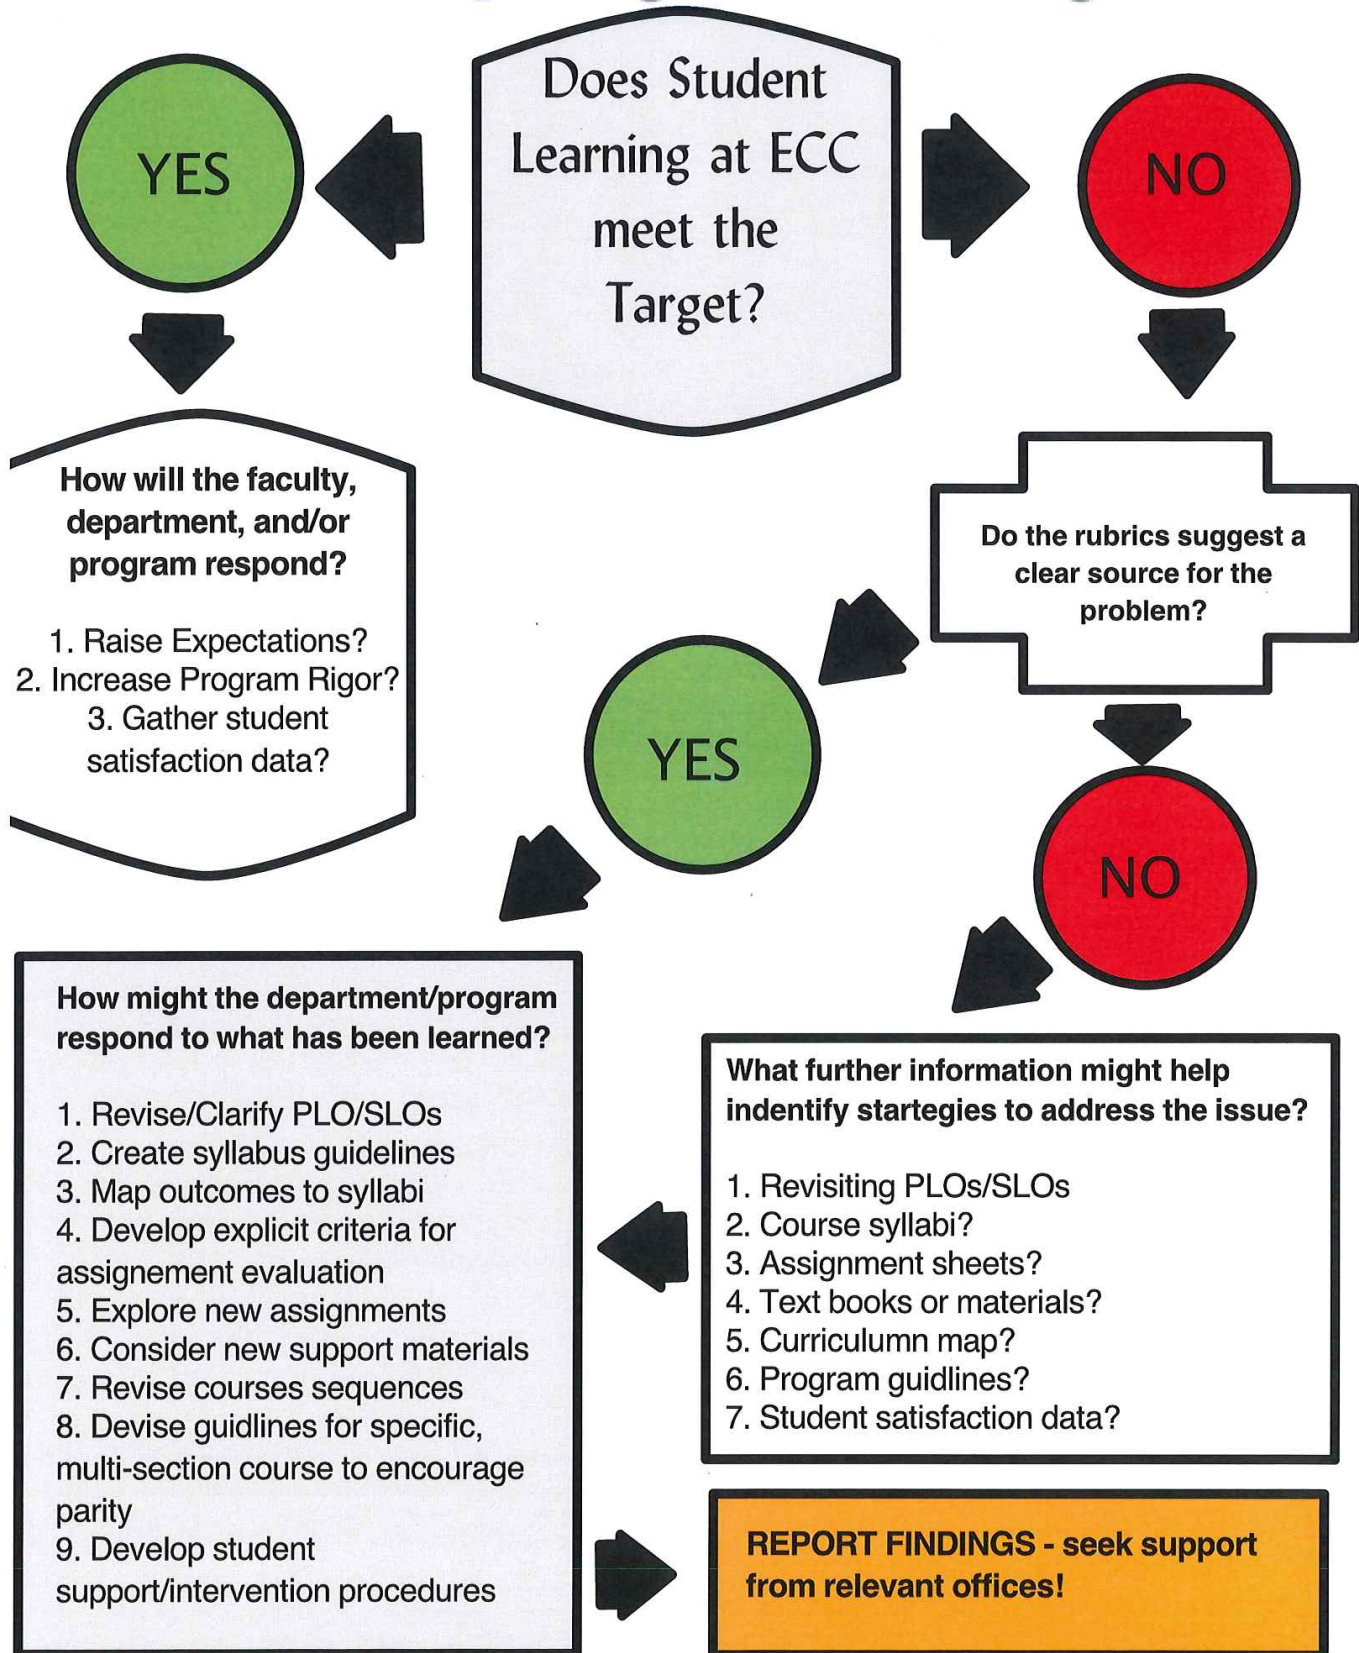 Does Student
Learning at ECC
meet the
Target?
YES
NO
How will the faculty,
department, and/or
program respond?
1. Raise Expectations?
2. Increase Program Rigor?
3. Gather student
satisfaction data?
Do the rubrics suggest a
clear source for the
problem?
YES
NO
How might the department/program
respond to what has been learned?
1. Revise/Clarify PLO/SLOs
2. Create syllabus guidelines
3. Map outcomes to syllabi
4. Develop explicit criteria for
assignement evaluation
5. Explore new assignments
6. Consider new support materials
7. Revise courses sequences
8. Devise guidlines for specific,
multi-section course to encourage
parity
9. Develop student
support/intervention procedures
What further information might help
indentify startegies to address the issue?
1. Revisiting PLOs/SLOs
2. Course syllabi?
3. Assignment sheets?
4. Text books or materials?
5. Curriculumn map?
6. Program guidlines?
7. Student satisfaction data?
REPORT FINDINGS - seek support
from relevant offices!